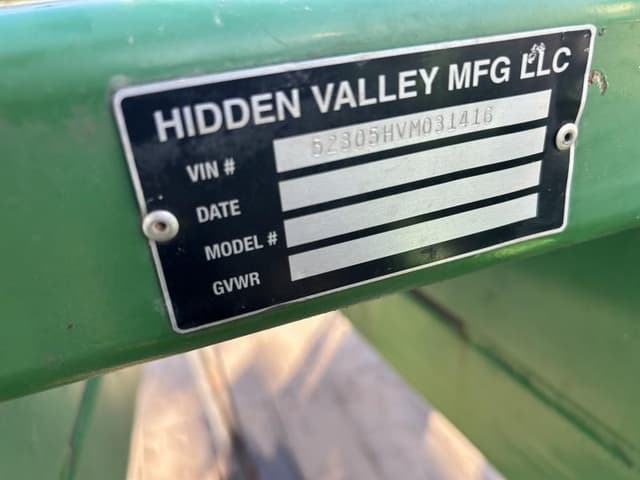 HIDDEN VALLEY MFG LLC
VIN # 52305HVM031416
DATE
MODEL #
GVWR